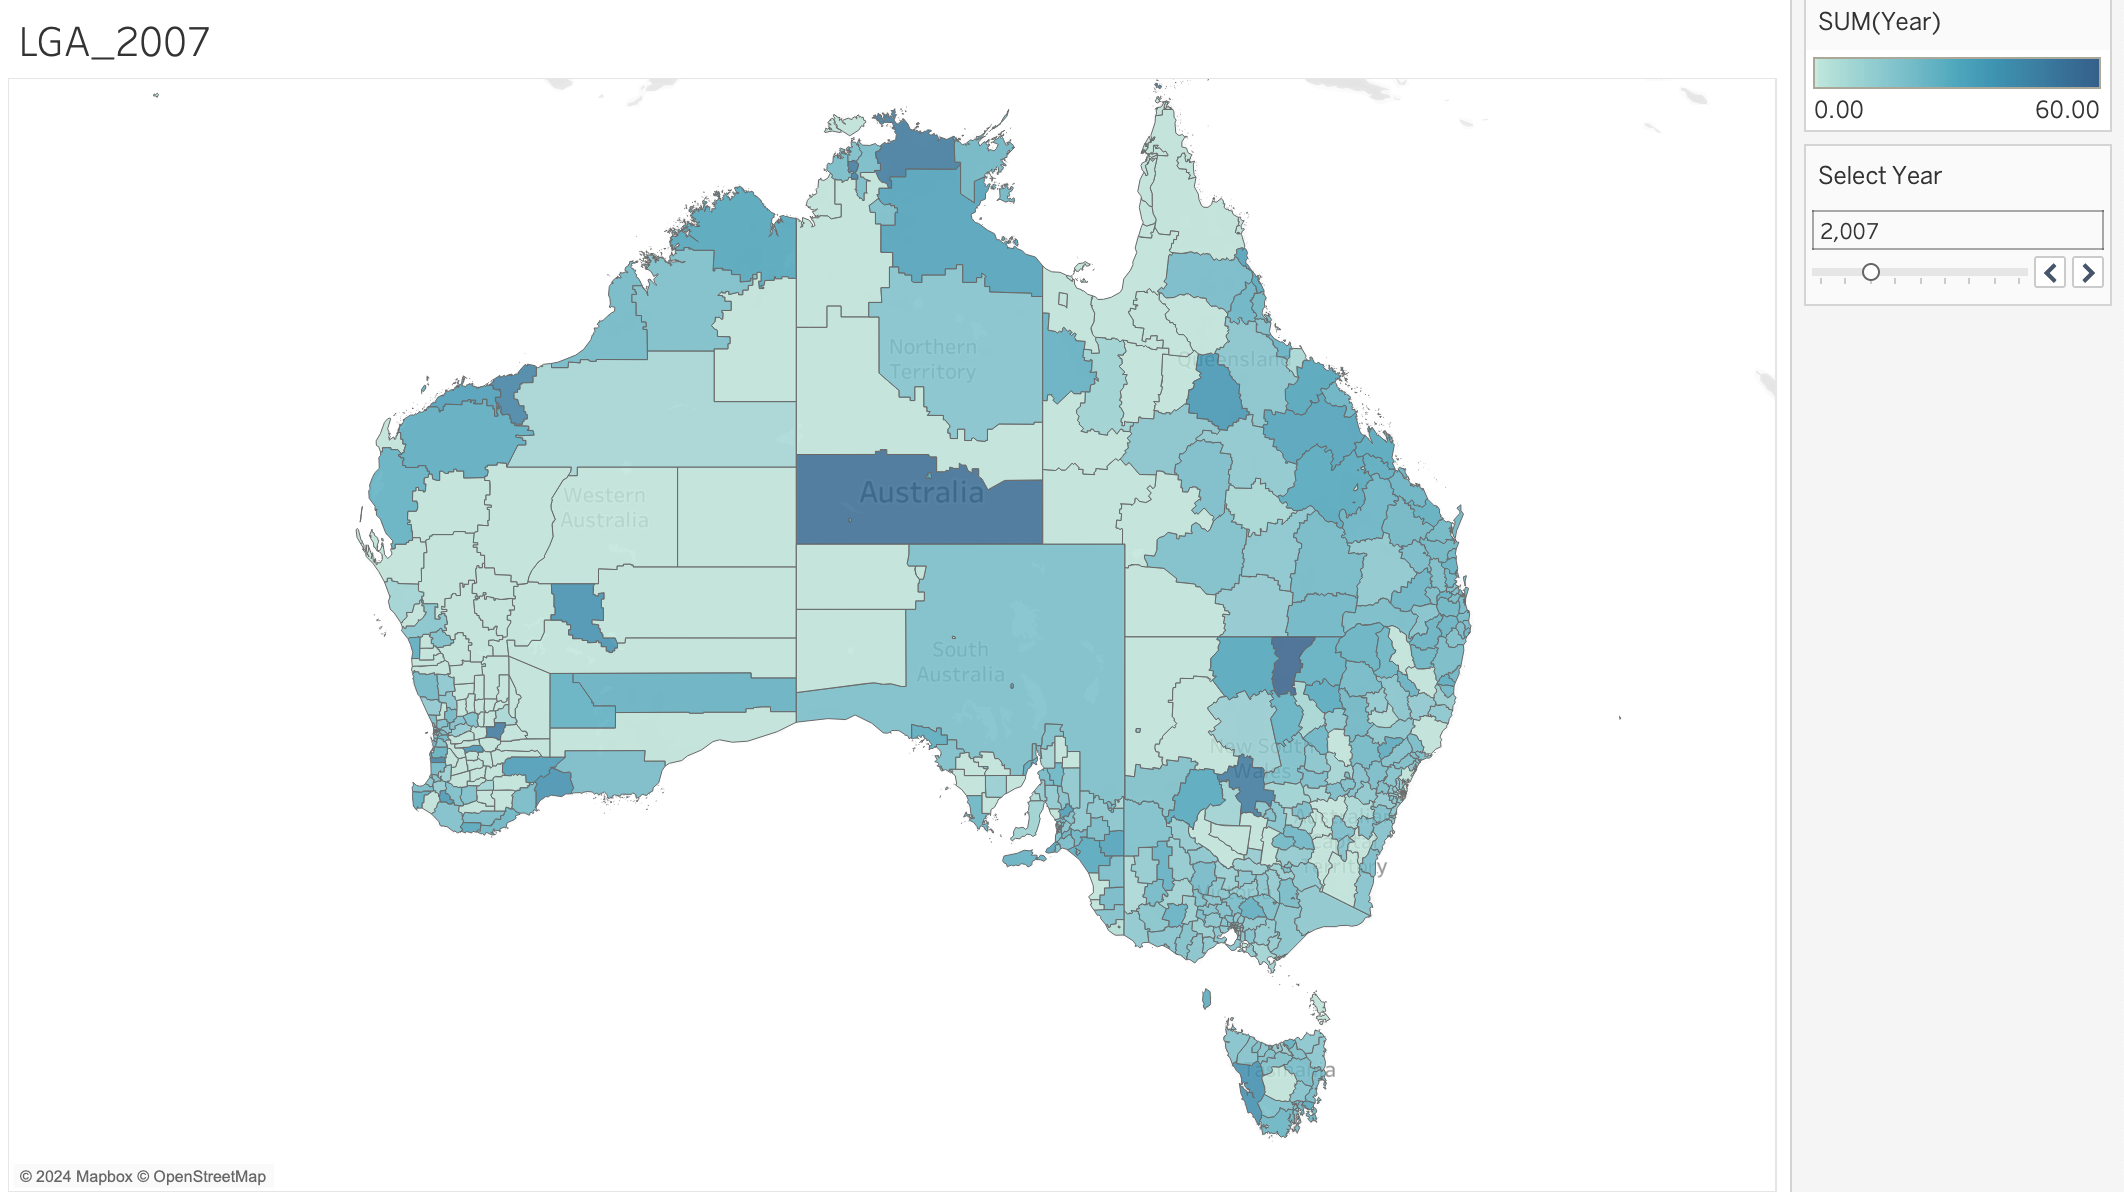 LGA_2007
SUM(Year)
0.00
60.00
Select Year
2,007
Northern
Territory
Queensland
Australia
Western
Australia
South
Australia
New South
Wales
Territory
Tasmania
© 2024 Mapbox © OpenStreetMap